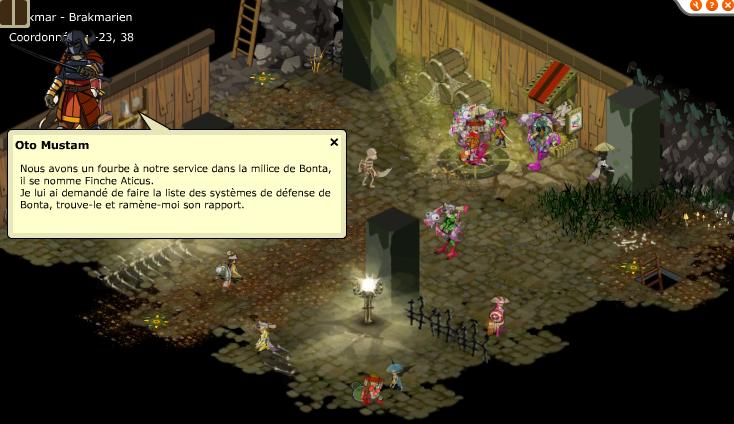 kmar - Brakmarien
Coordonn -23, 38
Oto Mustam
Nous avons un fourbe à notre service dans la milice de Bonta,
il se nomme Finche Aticus.
Je lui ai demandé de faire la liste des systèmes de défense de
Bonta, trouve-le et ramène-moi son rapport.